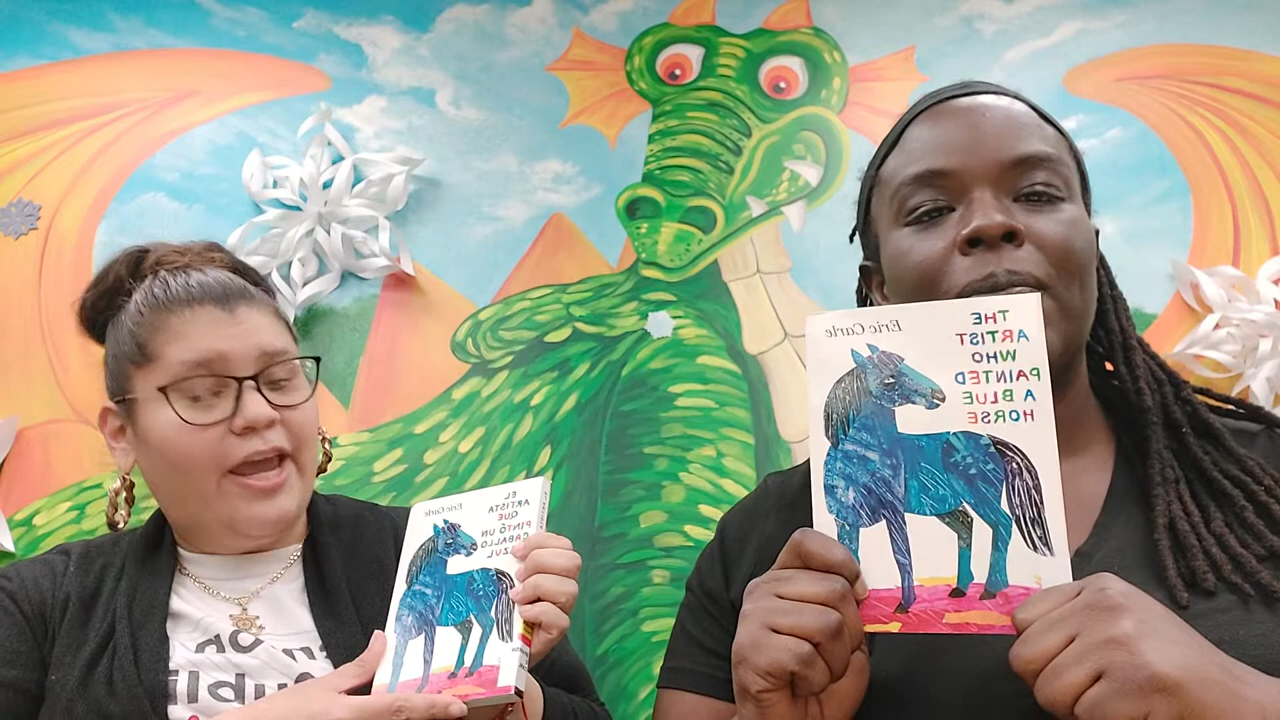 Eric Carle
THE
ARTIST
WHO
PAINTED
A BLUE
HORSE
Eric Carle
EL
ARTISTA
QUE
PINTÓ UN
CABALLO
AZUL